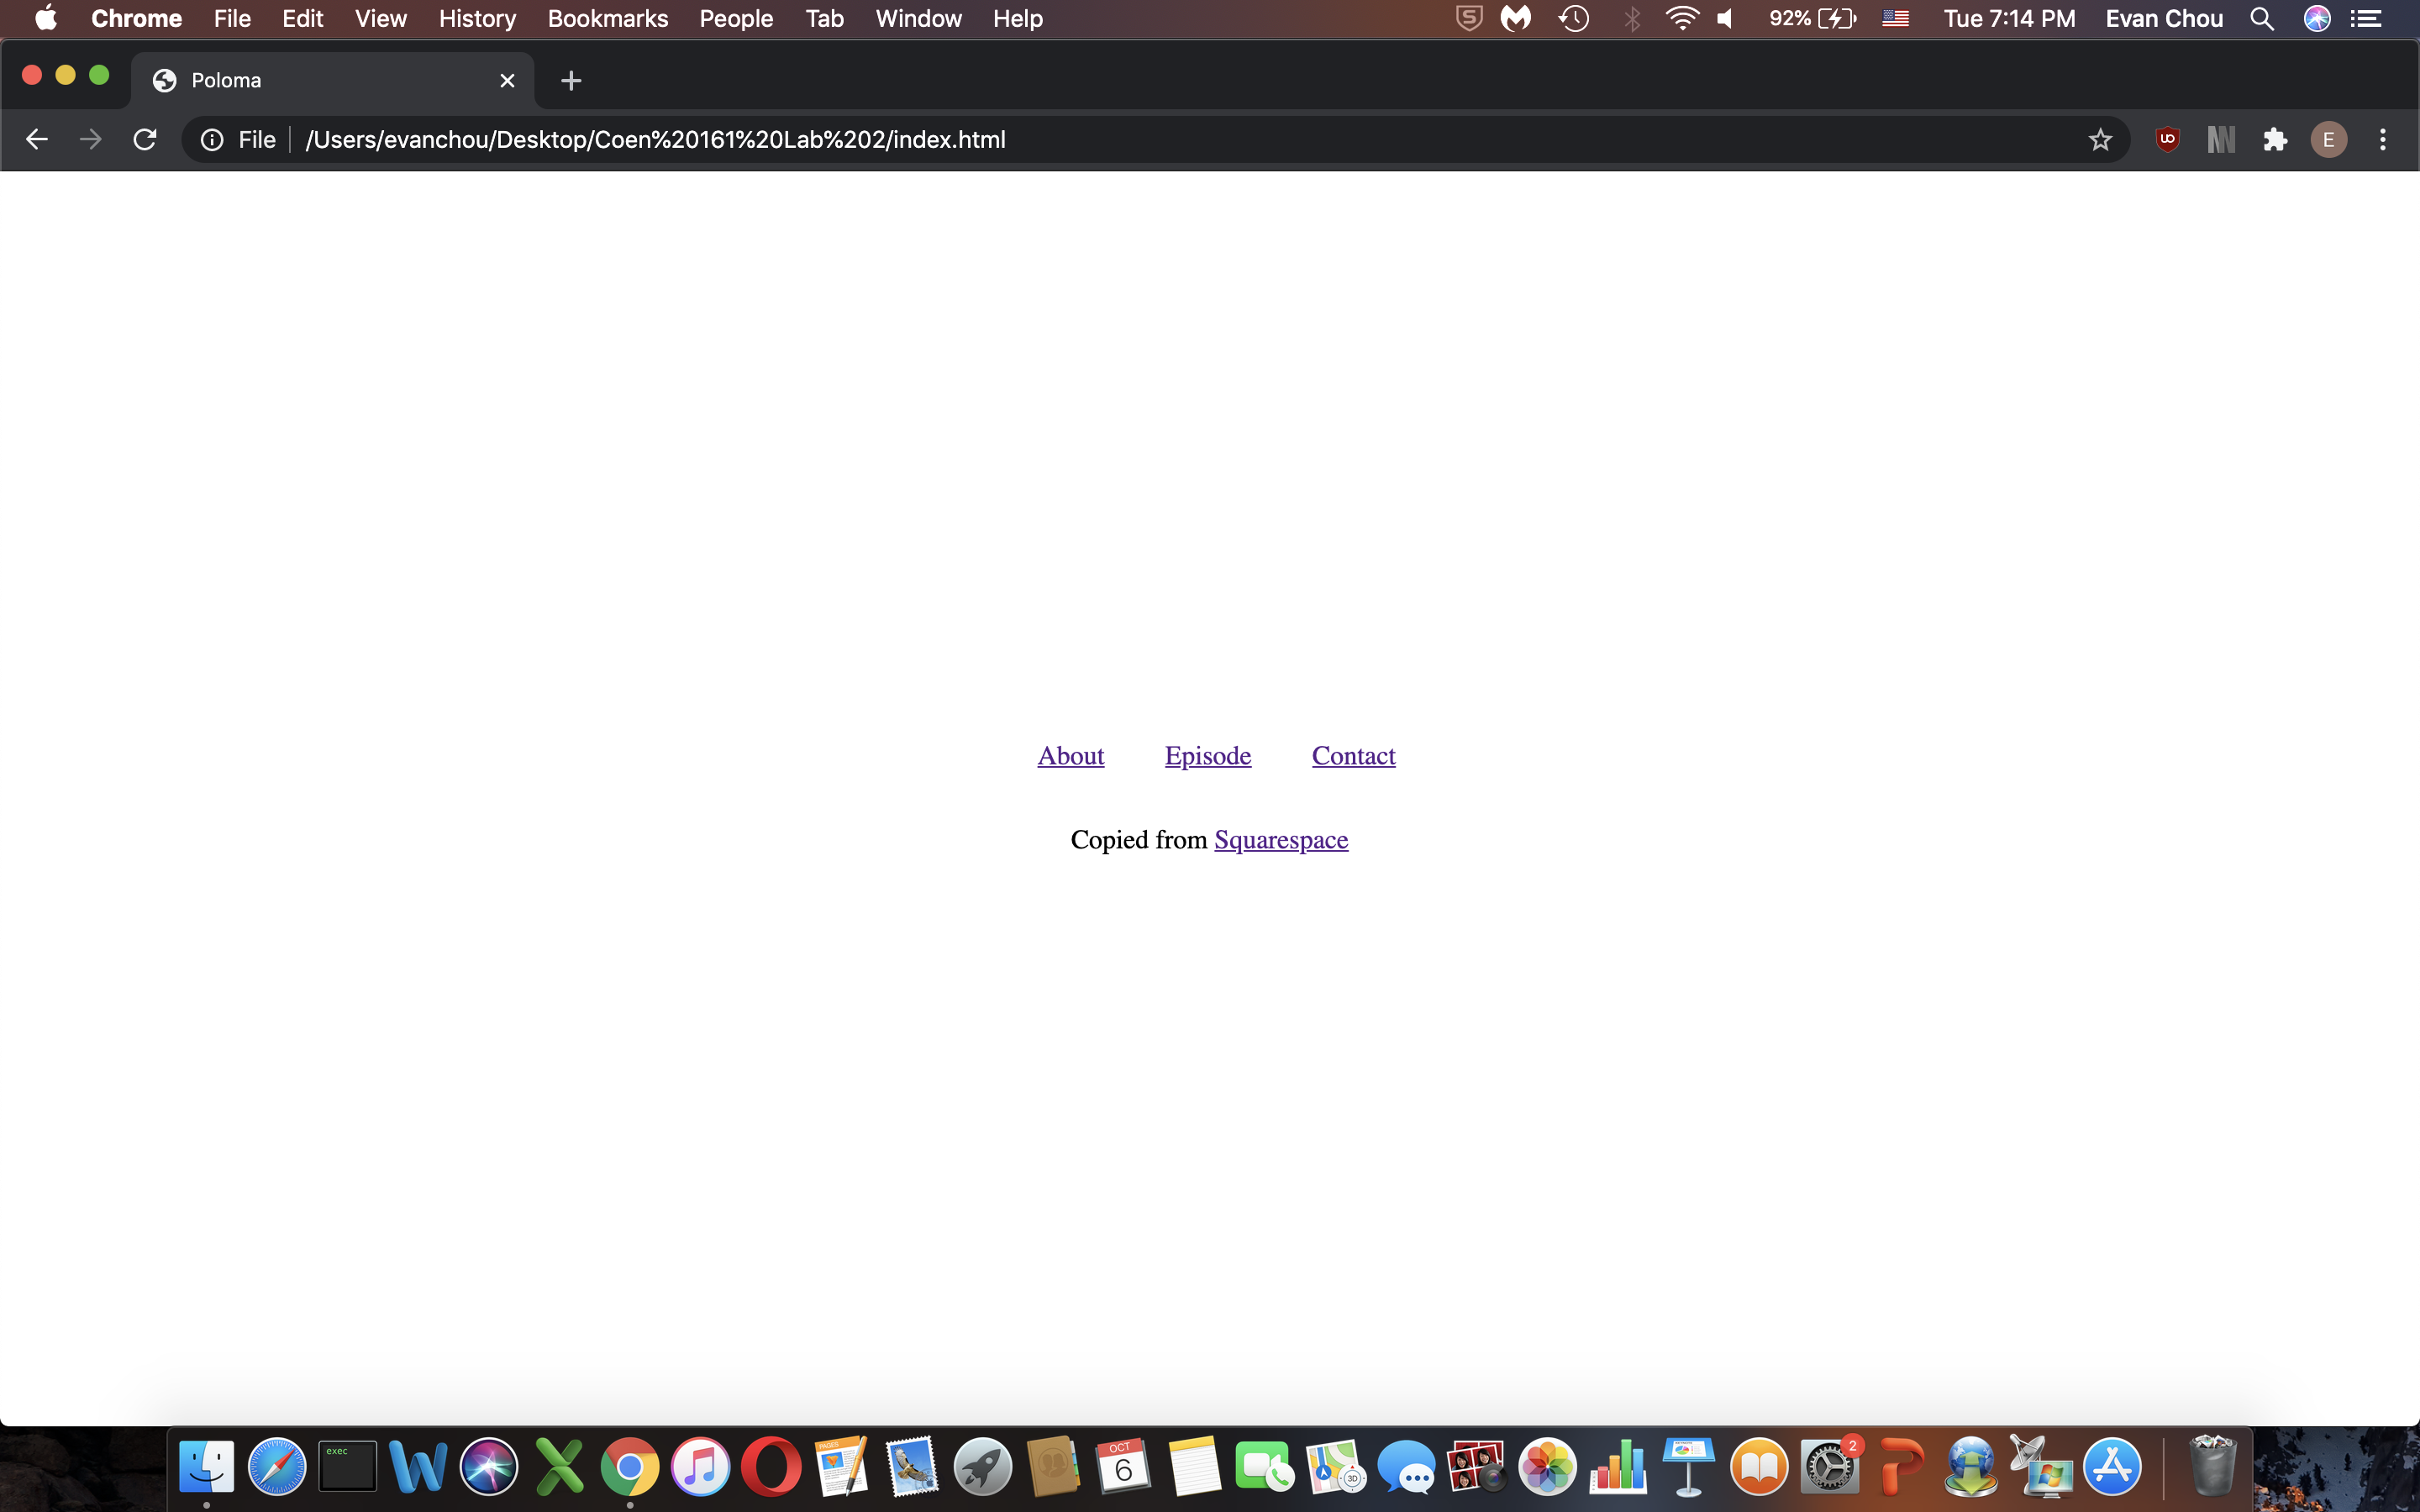 Chrome File Edit View History Bookmarks People Tab Window Help 92% Tue 7:14 PM Evan Chou
Poloma
File /Users/evanchou/Desktop/Coen%20161%20Lab%202/index.html E
About Episode Contact
Copied from Squarespace
exec
PAGES
OCT
6
3D
2